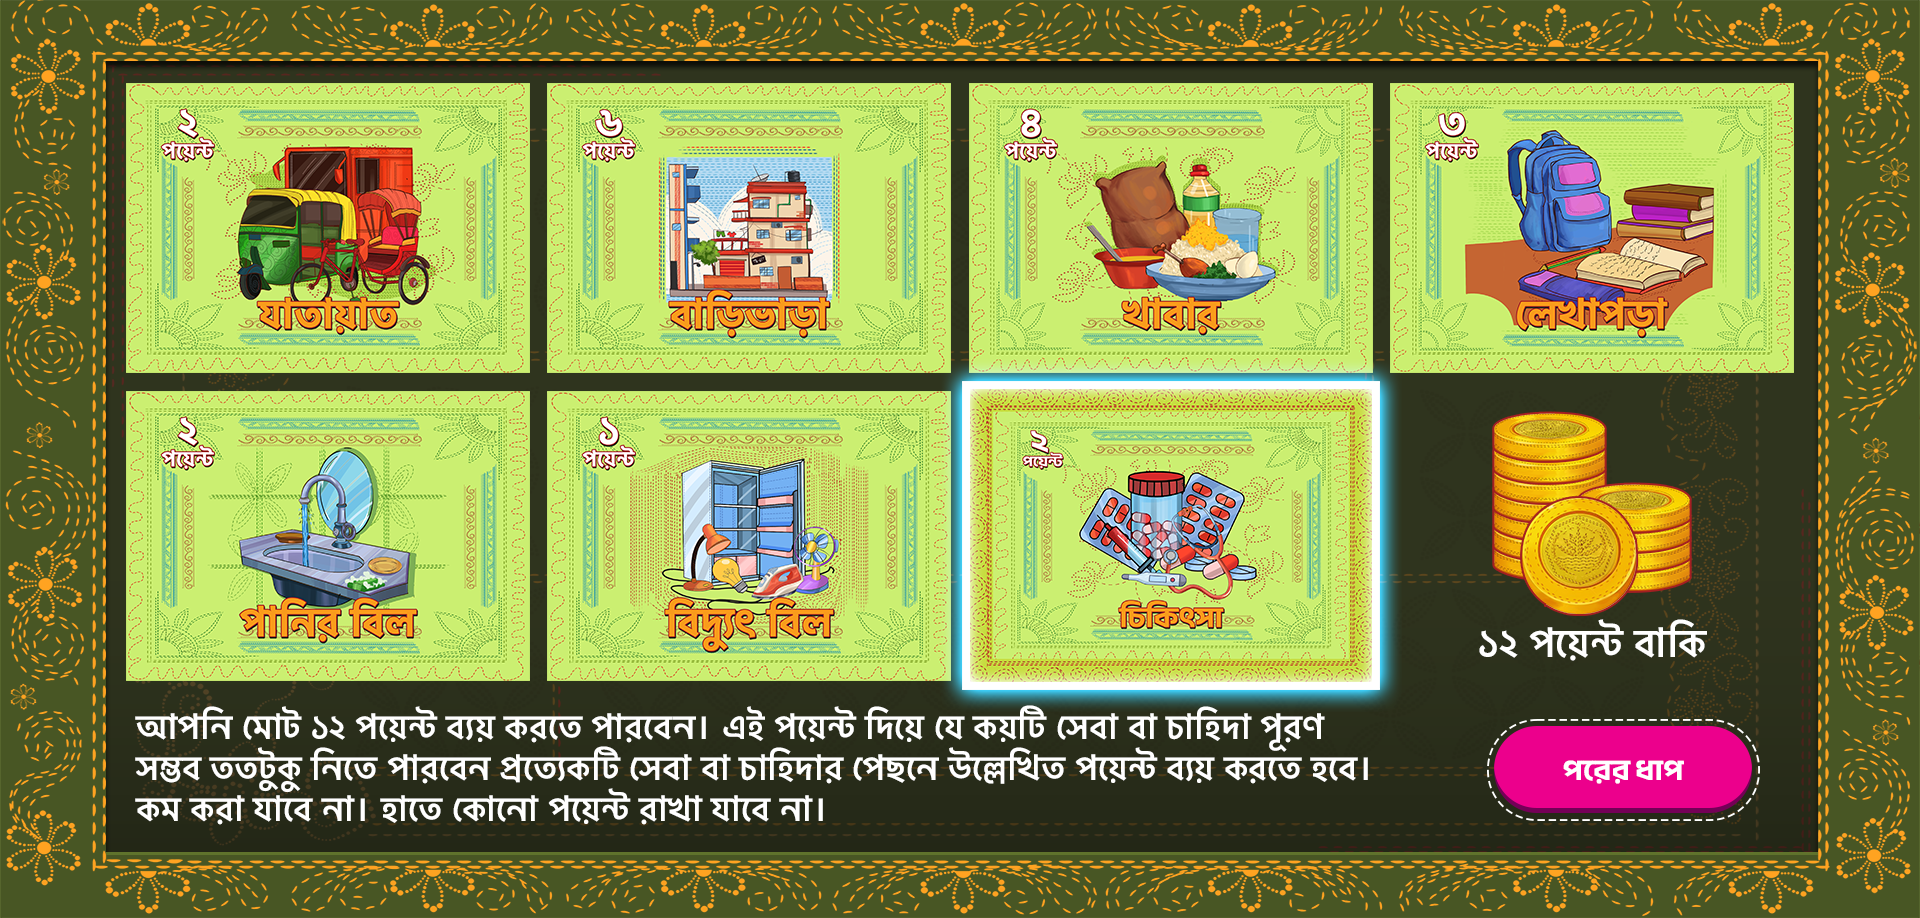 ২
পয়েন্ট
যাতায়াত
৬
পয়েন্ট
বাড়িভাড়া
৪
পয়েন্ট
খাবার
৩
পয়েন্ট
লেখাপড়া
২
পয়েন্ট
পানির বিল
১
পয়েন্ট
বিদ্যুৎ বিল
২
পয়েন্ট
চিকিৎসা
১২ পয়েন্ট বাকি
আপনি মোট ১২ পয়েন্ট ব্যয় করতে পারবেন। এই পয়েন্ট দিয়ে যে কয়টি সেবা বা চাহিদা পূরণ
সম্ভব ততটুকু নিতে পারবেন প্রত্যেকটি সেবা বা চাহিদার পেছনে উল্লেখিত পয়েন্ট ব্যয় করতে হবে।
কম করা যাবে না। হাতে কোনো পয়েন্ট রাখা যাবে না।
পরের ধাপ